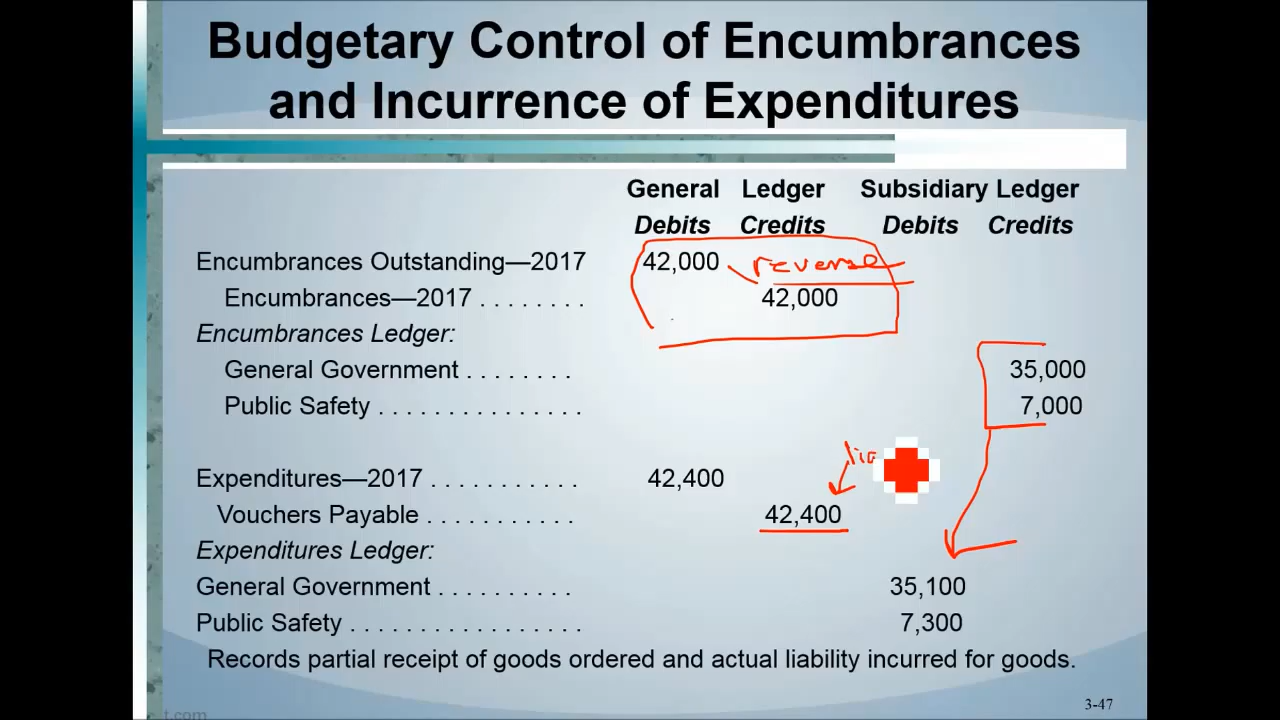 Budgetary Control of Encumbrances
and Incurrence of Expenditures
General Ledger Subsidiary Ledger
Debits Credits Debits Credits
Encumbrances Outstanding—2017 42,000 reverse
Encumbrances—2017 . . . . . . . . 42,000
Encumbrances Ledger:
General Government . . . . . . . . 35,000
Public Safety . . . . . . . . . . . . . . . 7,000
Expenditures—2017 . . . . . . . . . . . 42,400
Vouchers Payable . . . . . . . . . . . 42,400
Expenditures Ledger:
General Government . . . . . . . . . . 35,100
Public Safety . . . . . . . . . . . . . . . . . 7,300
Records partial receipt of goods ordered and actual liability incurred for goods.
3-47
t.com